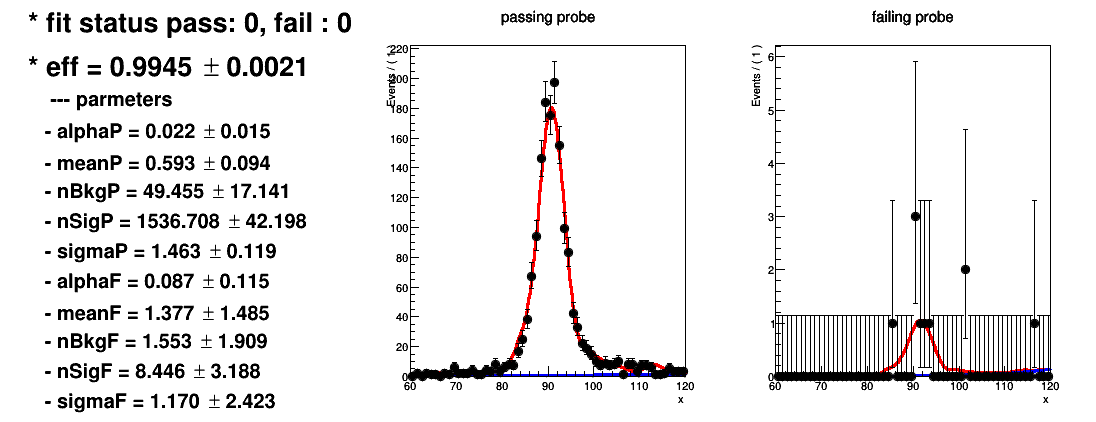 * fit status pass: 0, fail : 0
* eff = 0.9945 ± 0.0021
--- parmeters
- alphaP = 0.022 ± 0.015
- meanP = 0.593 ± 0.094
- nBkgP = 49.455 ± 17.141
- nSigP = 1536.708 ± 42.198
- sigmaP = 1.463 ± 0.119
- alphaF = 0.087 ± 0.115
- meanF = 1.377 ± 1.485
- nBkgF = 1.553 ± 1.909
- nSigF = 8.446 ± 3.188
- sigmaF = 1.170 ± 2.423
passing probe
Events / ( 1 )
220
200
180
160
140
120
100
80
60
40
20
0
60 70 80 90 100 110 120
x
failing probe
Events / ( 1 )
6
5
4
3
2
1
0
60 70 80 90 100 110 120
x